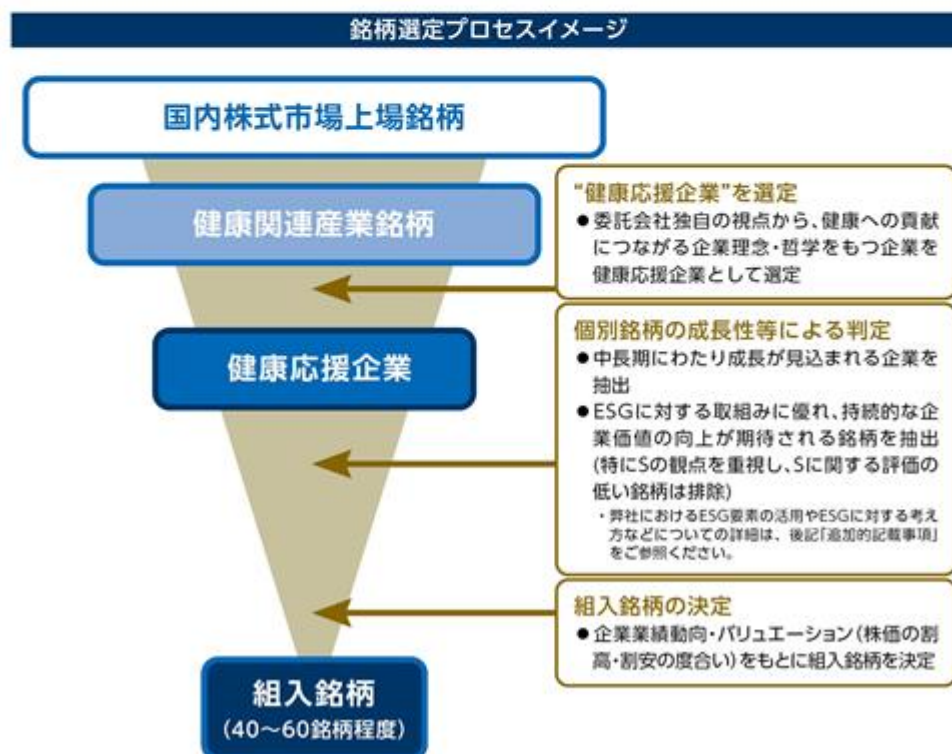 銘柄選定プロセスイメージ
国内株式市場上場銘柄
健康関連産業銘柄
"健康応援企業"を選定
●委託会社独自の視点から、健康への貢献
につながる企業理念・哲学をもつ企業を
健康応援企業として選定
健康応援企業
個別銘柄の成長性等による判定
●中長期にわたり成長が見込まれる企業を
抽出
●ESGに対する取組みに優れ、持続的な企
業価値の向上が期待される銘柄を抽出
(特にSの観点を重視し、Sに関する評価の
低い銘柄は排除)
・弊社におけるESG要素の活用やESGに対する考え
方などについての詳細は、後記「追加的記載事項」
をご参照ください。
組入銘柄の決定
●企業業績動向・バリュエーション(株価の割
高・割安の度合い)をもとに組入銘柄を決定
組入銘柄
(40～60銘柄程度)